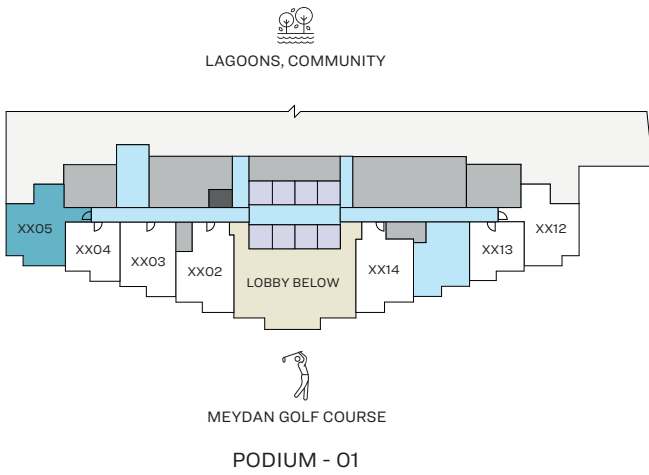 LAGOONS, COMMUNITY
XX05
XX04
XX03
XX02
LOBBY BELOW
XX14
XX13
XX12
MEYDAN GOLF COURSE
PODIUM - 01